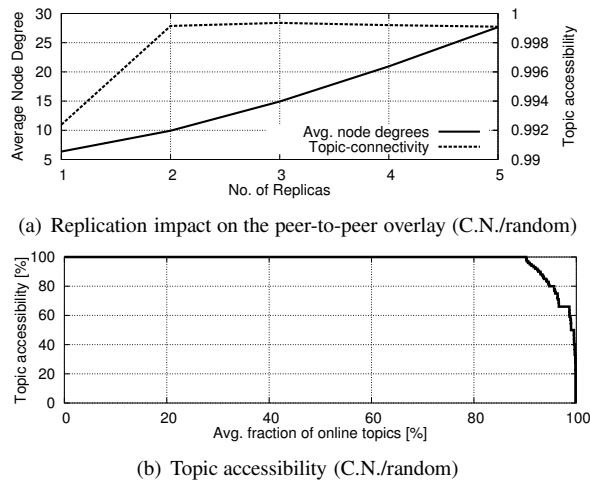 30
25
20
15
10
5
Average Node Degree
1
0.998
0.996
0.994
0.992
0.99
Topic accessibility
Avg. node degrees
Topic-connectivity
1 2 3 4 5
No. of Replicas
(a) Replication impact on the peer-to-peer overlay (C.N./random)
100
80
60
40
20
0
Topic accessibility [%]
0 20 40 60 80 100
Avg. fraction of online topics [%]
(b) Topic accessibility (C.N./random)